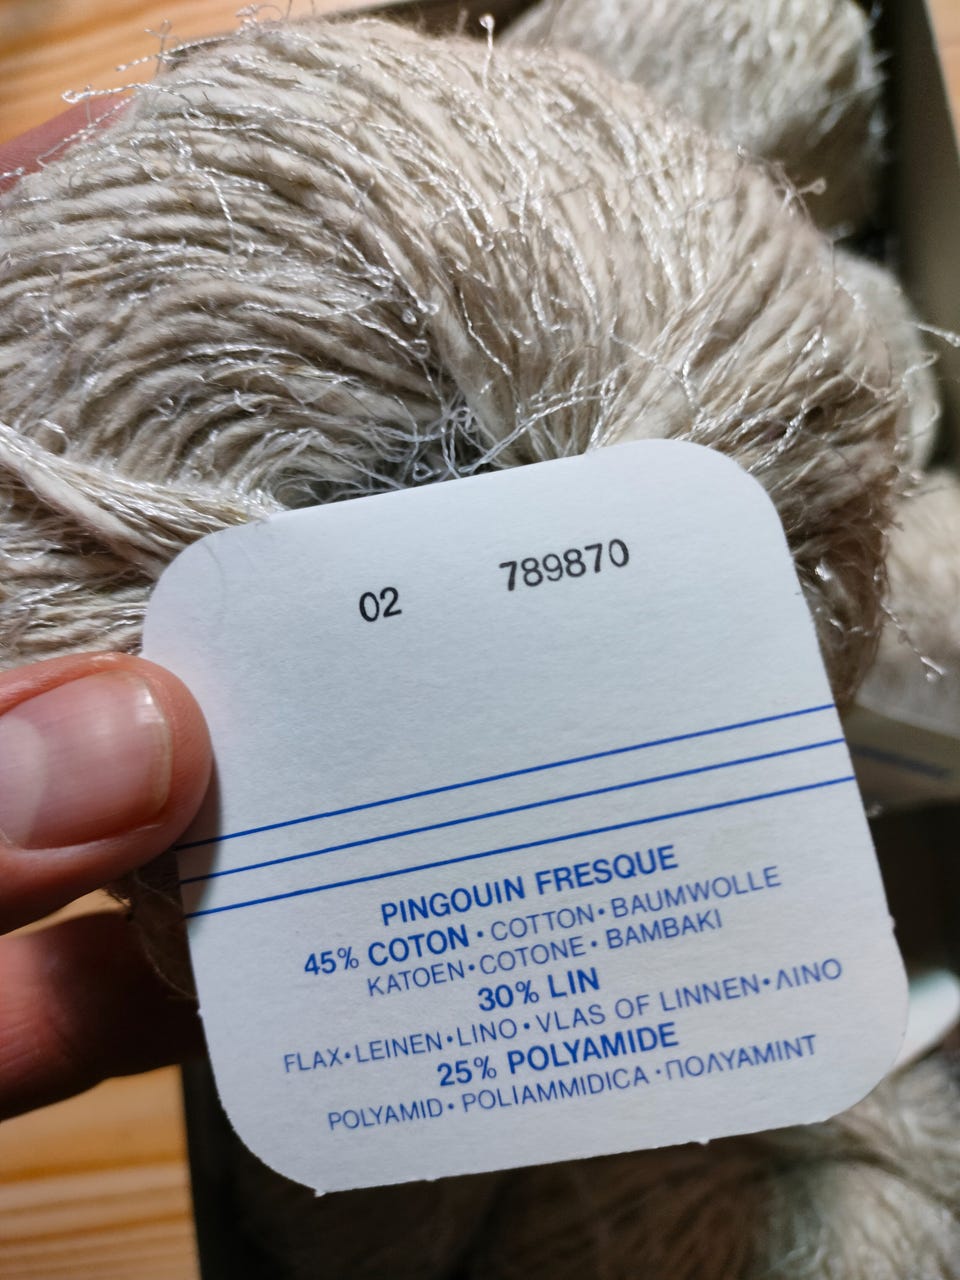 02 789870
PINGOUIN FRESQUE
45% COTON • COTTON • BAUMWOLLE
KATOEN • COTONE • BAMBAKI
30% LIN
FLAX • LEINEN • LINO • VLAS OF LINNEN • ΛΙΝΟ
25% POLYAMIDE
POLYAMID • POLIAMMIDICA • ΠΟΛΥΑΜΙΝΤ